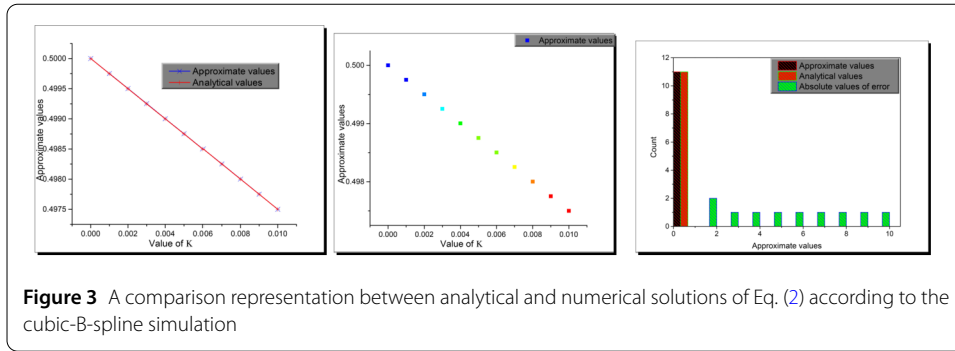 0.5000
0.4995
0.4990
0.4985
0.4980
0.4975
Approximate values
Approximate values
Analytical values
0.000 0.002 0.004 0.006 0.008 0.010
Value of K
Approximate values
0.500
0.499
0.498
Approximate values
0.000 0.002 0.004 0.006 0.008 0.010
Value of K
Approximate values
Analytical values
Absolute values of error
12
10
8
6
4
2
0
Count
0 2 4 6 8 10
Approximate values
Figure 3 A comparison representation between analytical and numerical solutions of Eq. (2) according to the
cubic-B-spline simulation